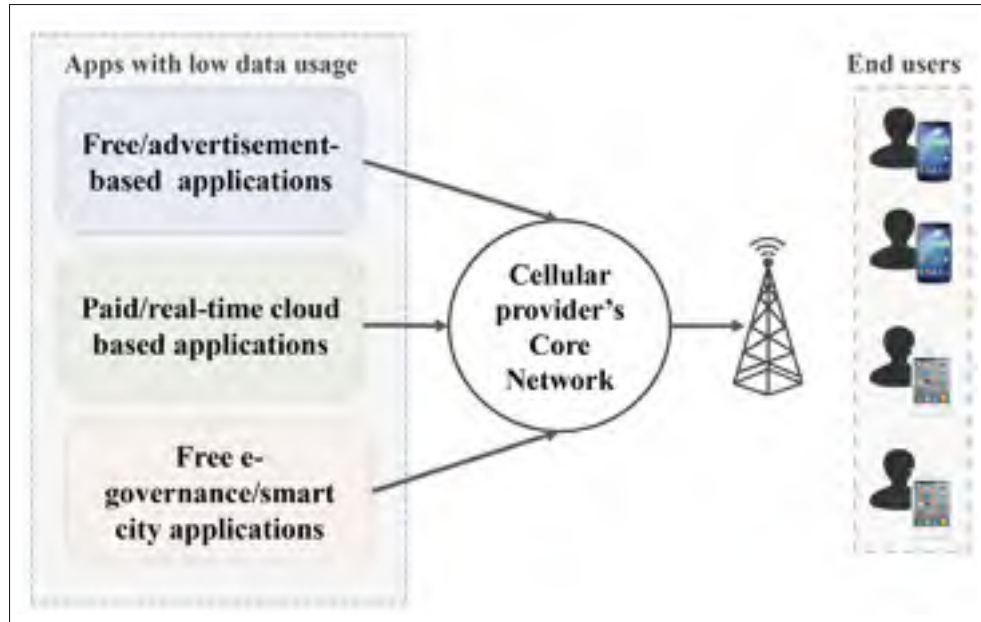 Apps with low data usage
Free/advertisement-
based applications
Paid/real-time cloud
based applications
Free e-
governance/smart
city applications
Cellular
provider's
Core
Network
End users